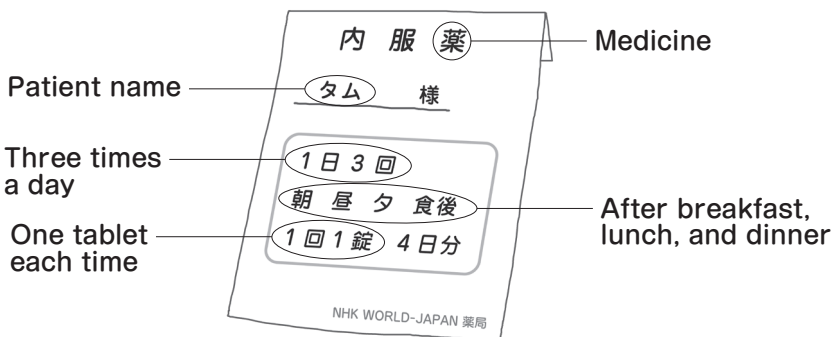 内 服 薬
Medicine
Patient name
タム 様
Three times
a day
1日3回
朝 昼 夕 食後
After breakfast,
lunch, and dinner
One tablet
each time
1回1錠 4日分
NHK WORLD-JAPAN 薬局